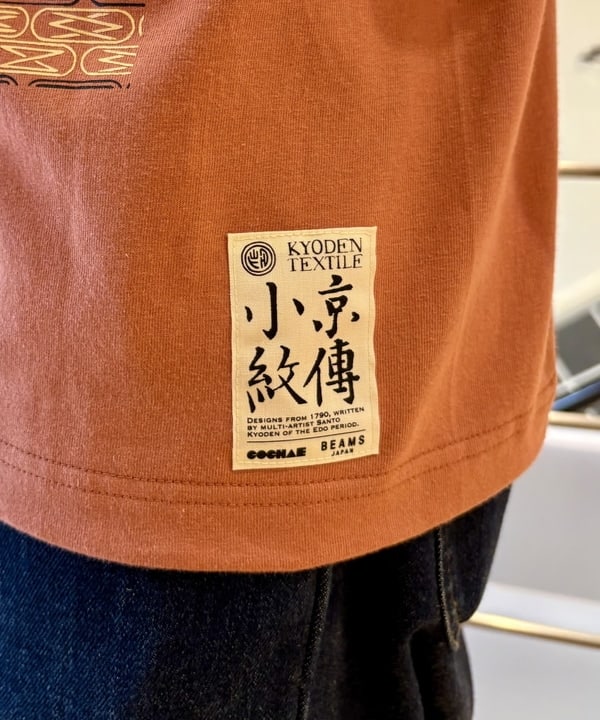 KYODEN
TEXTILE
京傳
小紋
DESIGNS FROM 1790, WRITTEN
BY MULTI-ARTIST SANTO
KYODEN OF THE EDO PERIOD.
COCHAE
BEAMS
JAPAN